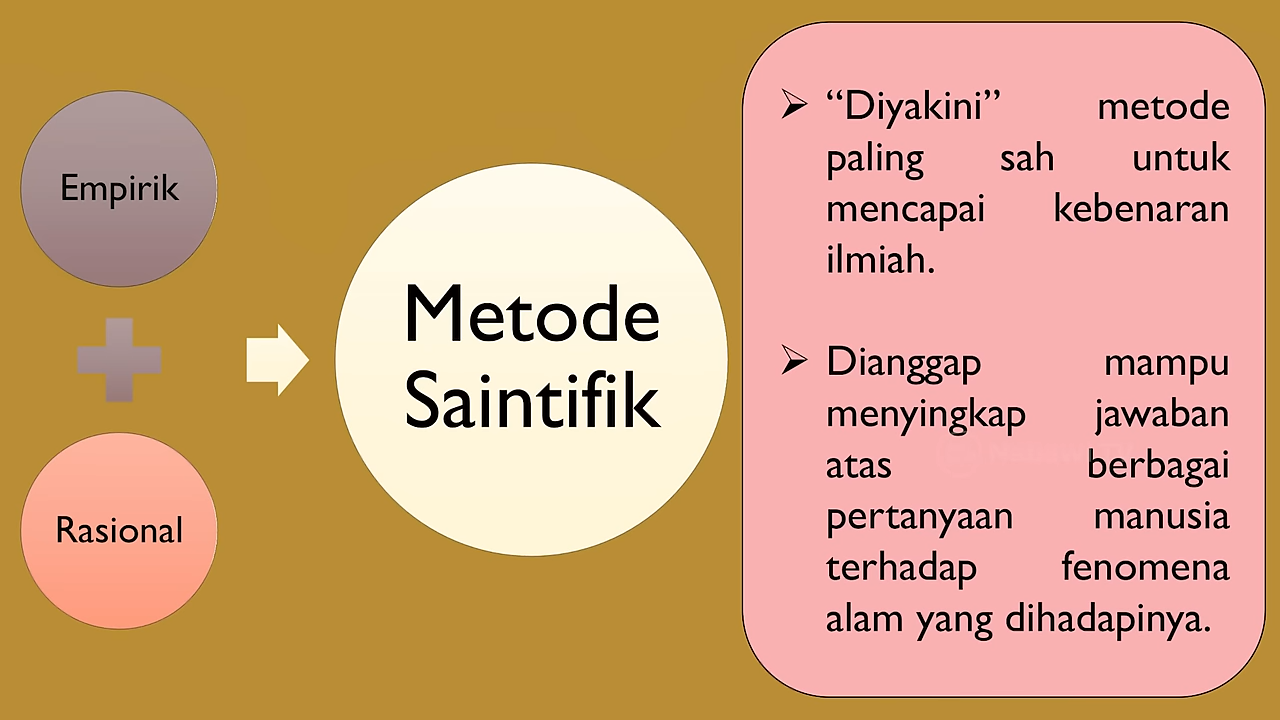 Empirik
Rasional
Metode
Saintifik
“Diyakini” metode
paling sah untuk
mencapai kebenaran
ilmiah.
Dianggap mampu
menyingkap jawaban
atas berbagai
pertanyaan manusia
terhadap fenomena
alam yang dihadapinya.